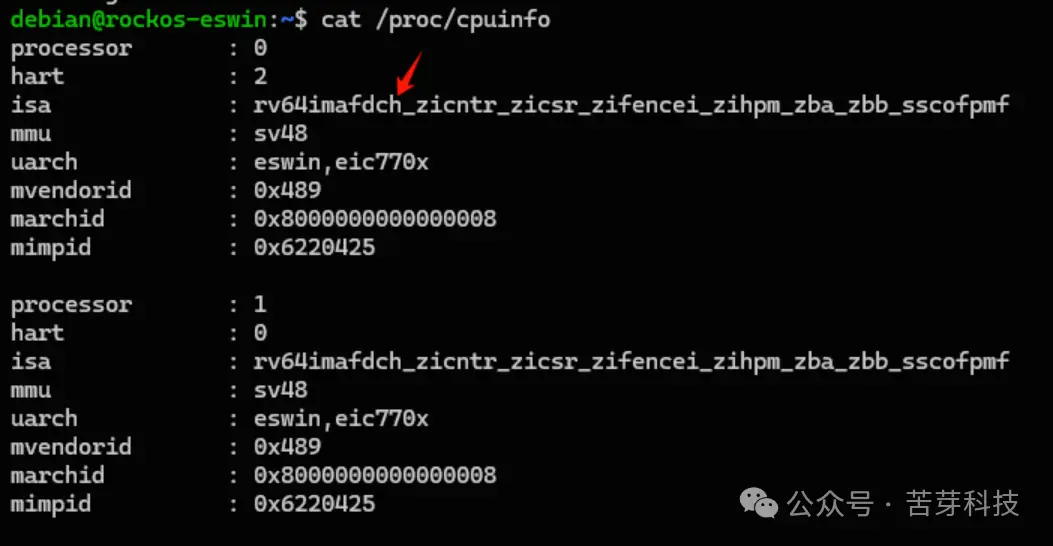 debian@rockos-eswin:~$ cat /proc/cpuinfo
processor : 0
hart : 2
isa : rv64imafdch_zicntr_zicsr_zifencei_zihpm_zba_zbb_sscofpmf
mmu : sv48
uarch : eswin,eic770x
mvendorid : 0x489
marchid : 0x8000000000000008
mimpid : 0x6220425
processor : 1
hart : 0
isa : rv64imafdch_zicntr_zicsr_zifencei_zihpm_zba_zbb_sscofpmf
mmu : sv48
uarch : eswin,eic770x
mvendorid : 0x489
marchid : 0x8000000000000008
mimpid : 0x6220425
公众号 · 苦芽科技